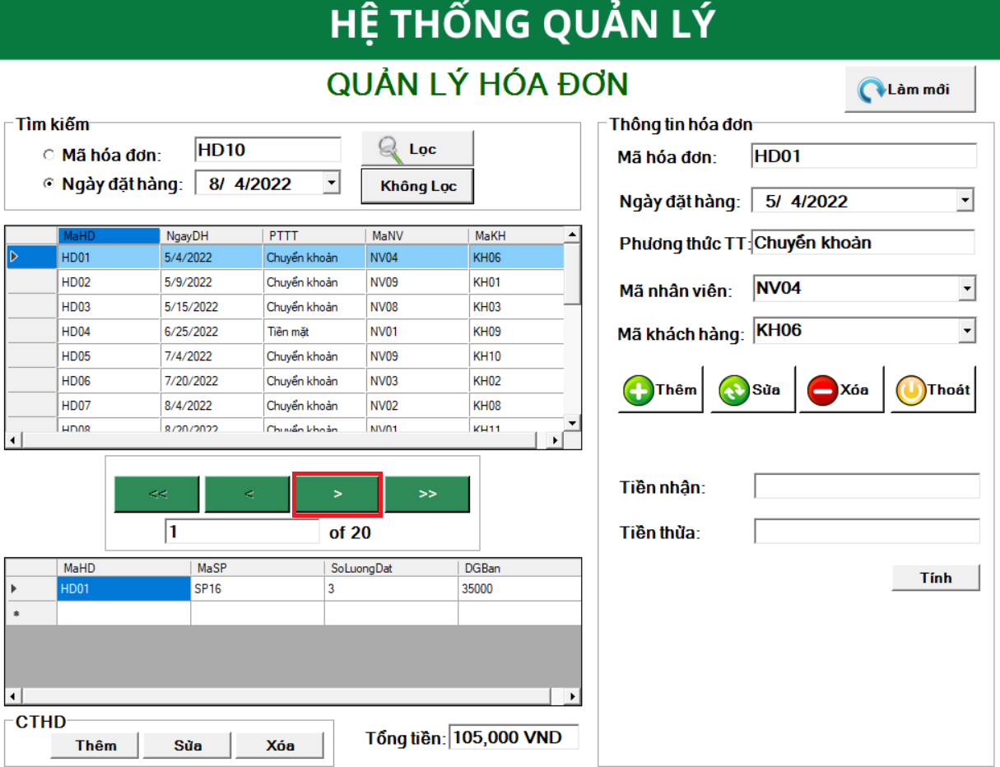 HỆ THỐNG QUẢN LÝ
QUẢN LÝ HÓA ĐƠN
Làm mới
Tìm kiếm
Mã hóa đơn: HD10 Lọc
Ngày đặt hàng: 8/ 4/2022 Không Lọc
MaHD NgayDH PTTT MaNV MaKH
HD01 5/4/2022 Chuyển khoản NV04 KH06
HD02 5/9/2022 Chuyển khoản NV09 KH01
HD03 5/15/2022 Chuyển khoản NV08 KH03
HD04 6/25/2022 Tiền mặt NV01 KH09
HD05 7/4/2022 Chuyển khoản NV09 KH10
HD06 7/20/2022 Chuyển khoản NV03 KH02
HD07 8/4/2022 Chuyển khoản NV02 KH08
HD08 8/20/2022 Chuyển khoản NV01 KH11
<< < > >>
1 of 20
MaHD MaSP SoLuongDat DGBan
HD01 SP16 3 35000
*
CTHD
Thêm Sửa Xóa
Tổng tiền: 105,000 VND
Thông tin hóa đơn
Mã hóa đơn: HD01
Ngày đặt hàng: 5/ 4/2022
Phương thức TT: Chuyển khoản
Mã nhân viên: NV04
Mã khách hàng: KH06
Thêm Sửa Xóa Thoát
Tiền nhận:
Tiền thừa:
Tính